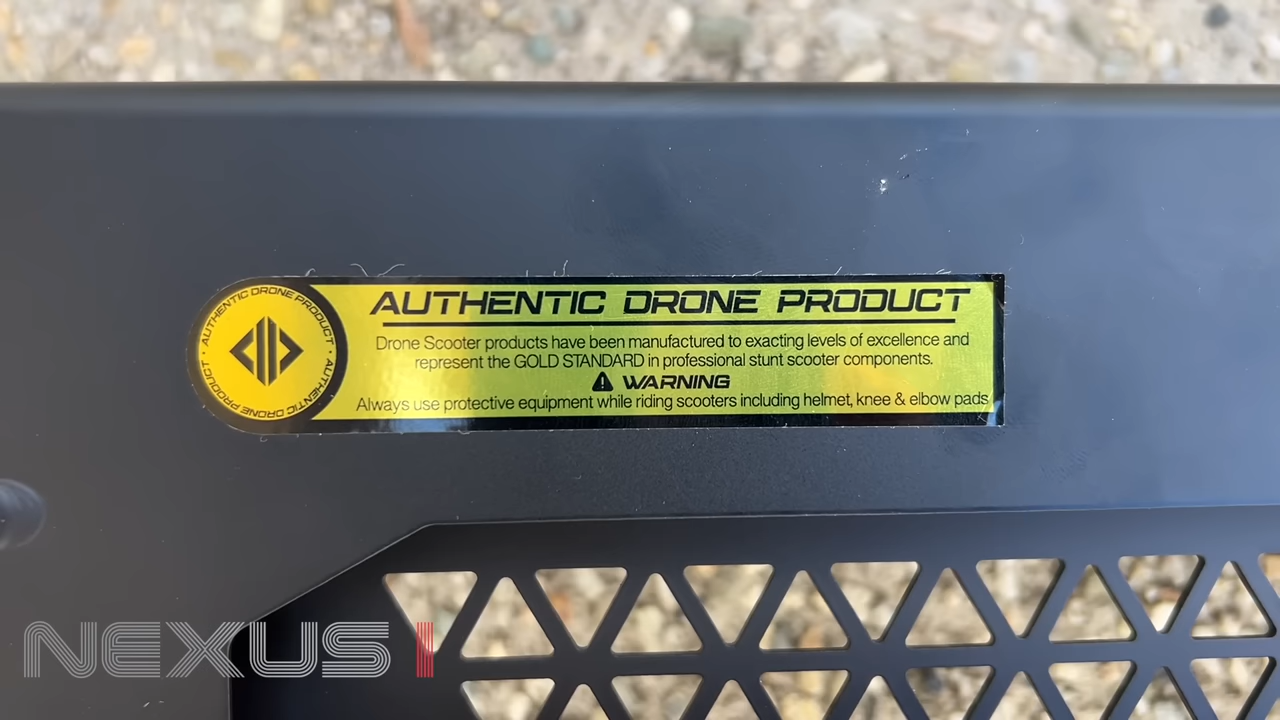 AUTHENTIC DRONE PRODUCT · AUTHENTIC DRONE PRODUCT ·
AUTHENTIC DRONE PRODUCT
Drone Scooter products have been manufactured to exacting levels of excellence and
represent the GOLD STANDARD in professional stunt scooter components.
WARNING
Always use protective equipment while riding scooters including helmet, knee & elbow pads
NEXUS I